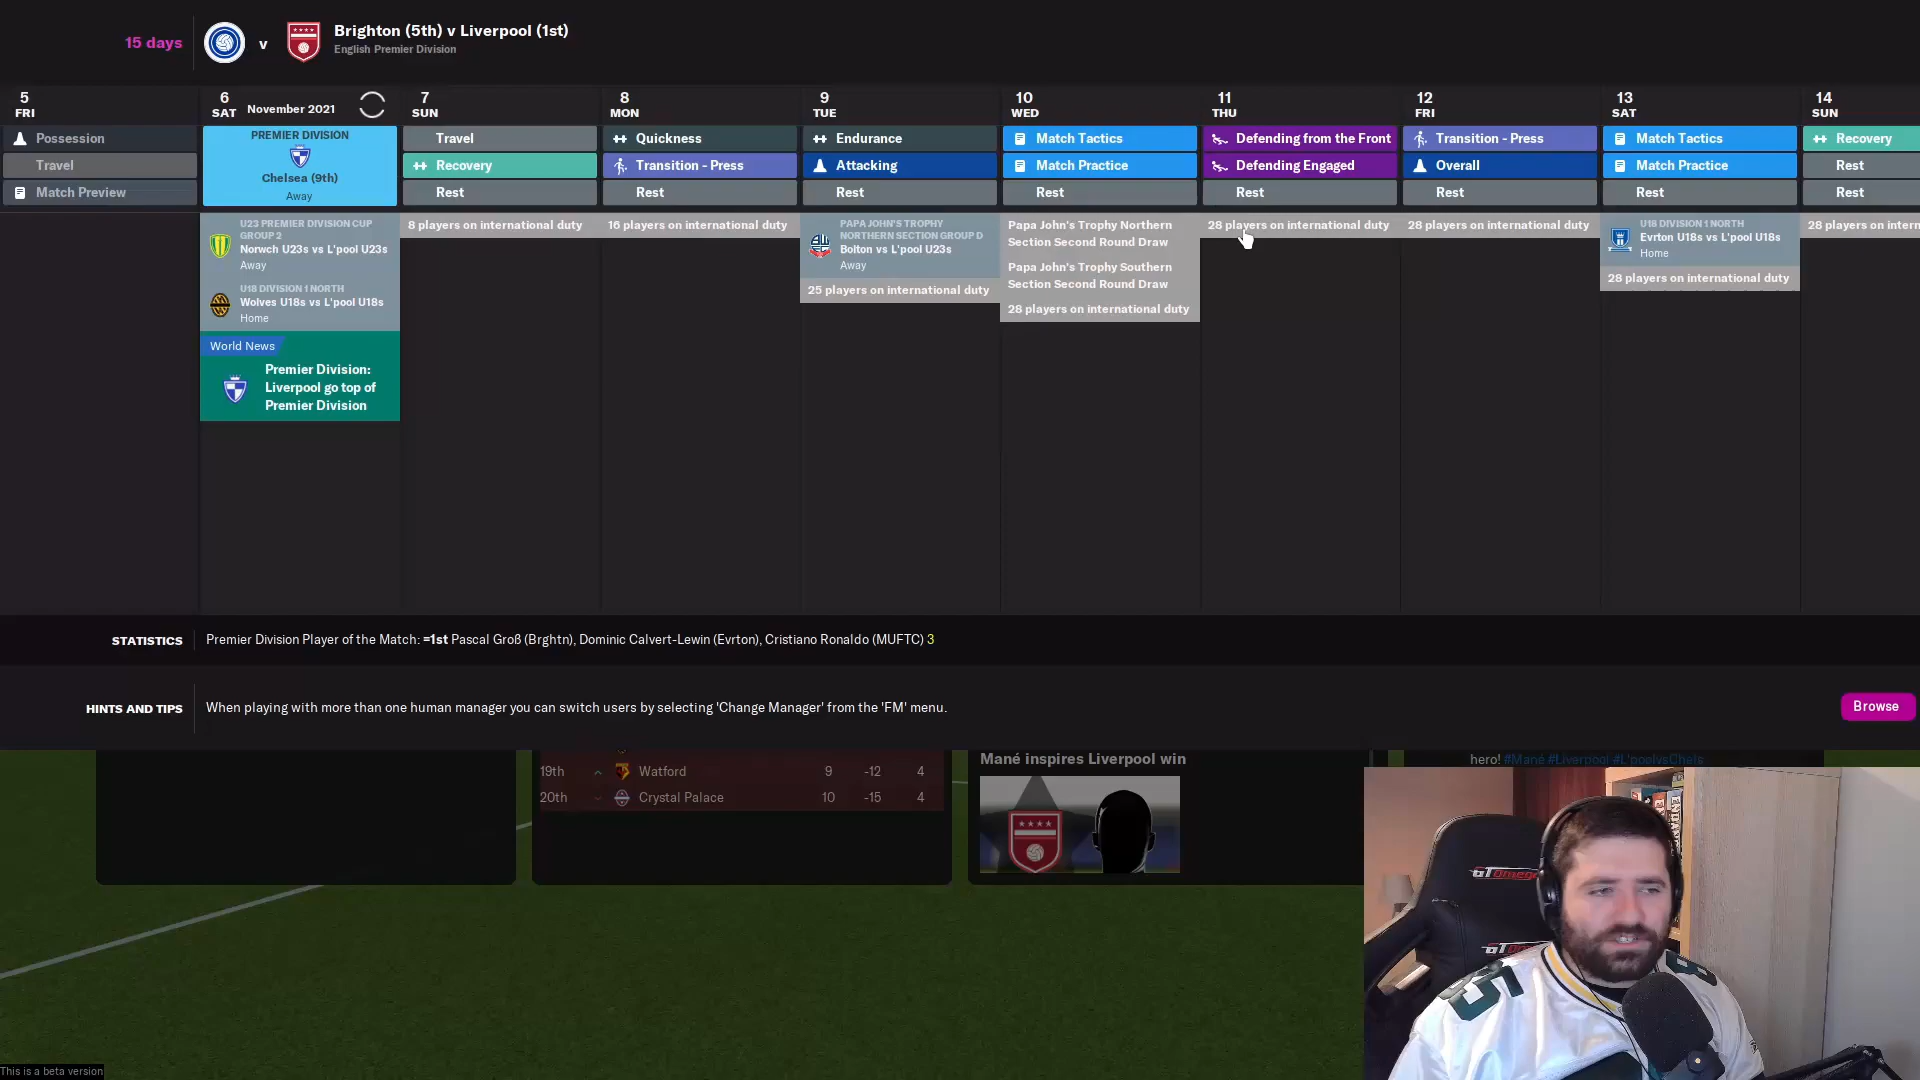 15 days
v
Brighton (5th) v Liverpool (1st)
English Premier Division
5
FRI
Possession
Travel
Match Preview
6
SAT
November 2021
PREMIER DIVISION
Chelsea (9th)
Away
U23 PREMIER DIVISION CUP
GROUP 2
Norwch U23s vs L'pool U23s
Away
U18 DIVISION 1 NORTH
Wolves U18s vs L'pool U18s
Home
World News
Premier Division:
Liverpool go top of
Premier Division
7
SUN
Travel
Recovery
Rest
8 players on international duty
8
MON
Quickness
Transition - Press
Rest
16 players on international duty
9
TUE
Endurance
Attacking
Rest
PAPA JOHN'S TROPHY
NORTHERN SECTION GROUP D
Bolton vs L'pool U23s
Away
25 players on international duty
10
WED
Match Tactics
Match Practice
Rest
Papa John's Trophy Northern
Section Second Round Draw
Papa John's Trophy Southern
Section Second Round Draw
28 players on international duty
11
THU
Defending from the Front
Defending Engaged
Rest
28 players on international duty
12
FRI
Transition - Press
Overall
Rest
28 players on international duty
13
SAT
Match Tactics
Match Practice
Rest
U18 DIVISION 1 NORTH
Evrton U18s vs L'pool U18s
Home
28 players on international duty
14
SUN
Recovery
Rest
Rest
28 players on intern
STATISTICS
Premier Division Player of the Match: =1st Pascal Groß (Brghtn), Dominic Calvert-Lewin (Evrton), Cristiano Ronaldo (MUFTC) 3
HINTS AND TIPS
When playing with more than one human manager you can switch users by selecting 'Change Manager' from the 'FM' menu.
Browse
19th Watford 9 -12 4
20th Crystal Palace 10 -15 4
Mané inspires Liverpool win
hero! #Mané #Liverpool #L'poolvsChels
GTOmega
This is a beta version